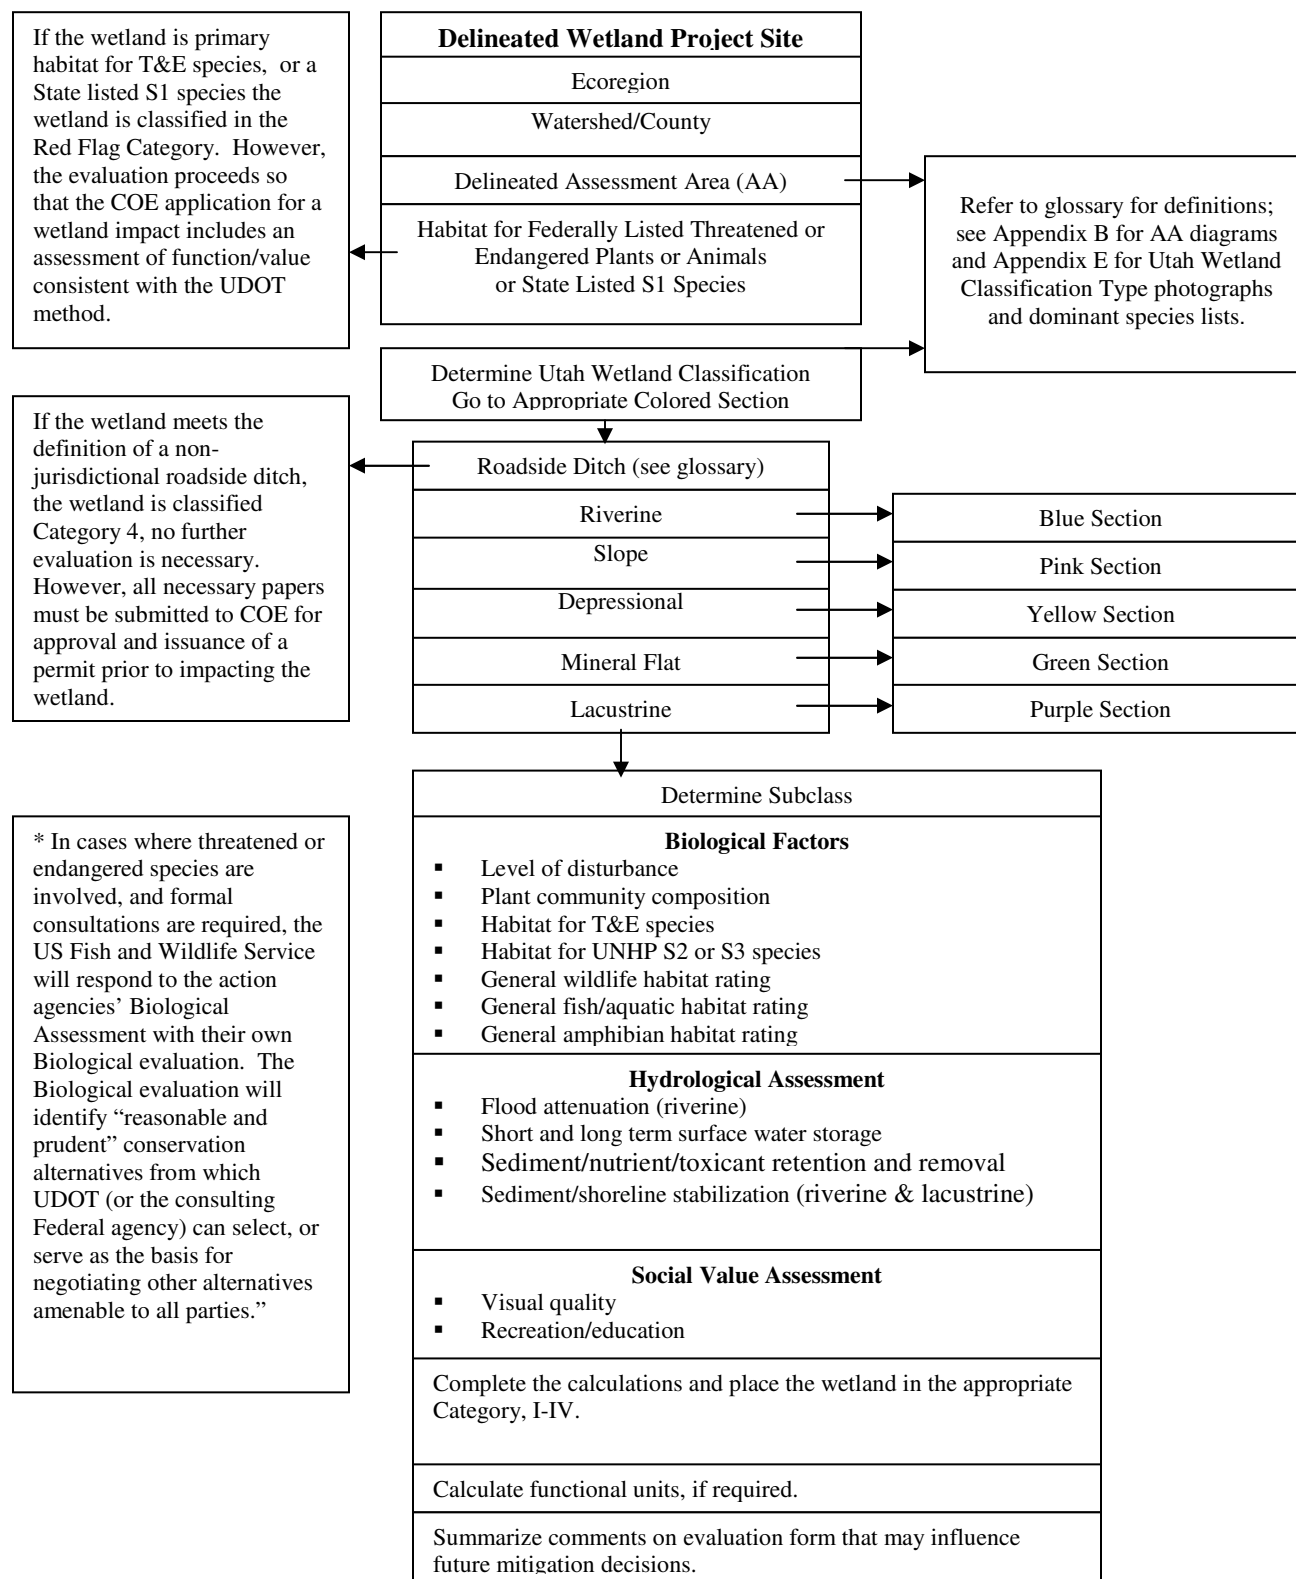 If the wetland is primary
habitat for T&E species,  or a
State listed S1 species the
wetland is classified in the
Red Flag Category.  However,
the evaluation proceeds so
that the COE application for a
wetland impact includes an
assessment of function/value
consistent with the UDOT
method.
Delineated Wetland Project Site
Ecoregion
Watershed/County
Delineated Assessment Area (AA)
Habitat for Federally Listed Threatened or
Endangered Plants or Animals
or State Listed S1 Species
Refer to glossary for definitions;
see Appendix B for AA diagrams
and Appendix E for Utah Wetland
Classification Type photographs
and dominant species lists.
Determine Utah Wetland Classification
Go to Appropriate Colored Section
If the wetland meets the
definition of a non-
jurisdictional roadside ditch,
the wetland is classified
Category 4, no further
evaluation is necessary.
However, all necessary papers
must be submitted to COE for
approval and issuance of a
permit prior to impacting the
wetland.
Roadside Ditch (see glossary)
Riverine
Blue Section
Slope
Pink Section
Depressional
Yellow Section
Mineral Flat
Green Section
Lacustrine
Purple Section
* In cases where threatened or
endangered species are
involved, and formal
consultations are required, the
US Fish and Wildlife Service
will respond to the action
agencies’ Biological
Assessment with their own
Biological evaluation.  The
Biological evaluation will
identify “reasonable and
prudent” conservation
alternatives from which
UDOT (or the consulting
Federal agency) can select, or
serve as the basis for
negotiating other alternatives
amenable to all parties.”
Determine Subclass
Biological Factors
▪ Level of disturbance
▪ Plant community composition
▪ Habitat for T&E species
▪ Habitat for UNHP S2 or S3 species
▪ General wildlife habitat rating
▪ General fish/aquatic habitat rating
▪ General amphibian habitat rating
Hydrological Assessment
▪ Flood attenuation (riverine)
▪ Short and long term surface water storage
▪ Sediment/nutrient/toxicant retention and removal
▪ Sediment/shoreline stabilization (riverine & lacustrine)
Social Value Assessment
▪ Visual quality
▪ Recreation/education
Complete the calculations and place the wetland in the appropriate
Category, I-IV.
Calculate functional units, if required.
Summarize comments on evaluation form that may influence
future mitigation decisions.